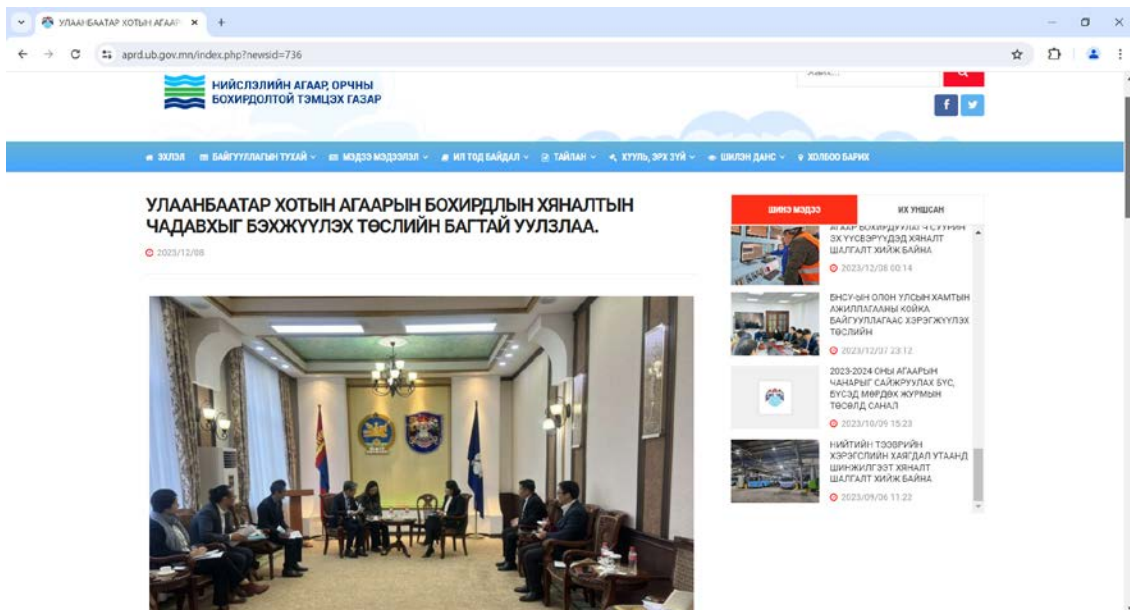 УЛААНБААТАР ХОТЫН АГААР
aprd.ub.gov.mn/index.php?newsid=736
НИЙСЛЭЛИЙН АГААР, ОРЧНЫ
БОХИРДОЛТОЙ ТЭМЦЭХ ГАЗАР
ЭХЛЭЛ БАЙГУУЛЛАГЫН ТУХАЙ МЭДЭЭ МЭДЭЭЛЭЛ ИЛ ТОД БАЙДАЛ ТАЙЛАН ХУУЛЬ, ЭРХ ЗҮЙ ШИЛЭН ДАНС ХОЛБОО БАРИХ
УЛААНБААТАР ХОТЫН АГААРЫН БОХИРДЛЫН ХЯНАЛТЫН
ЧАДАВХЫГ БЭХЖҮҮЛЭХ ТӨСЛИЙН БАГТАЙ УУЛЗЛАА.
2023/12/08
ШИНЭ МЭДЭЭ ИХ УНШСАН
АГААР БОХИРДУУЛАГЧ СУУРИН
ЭХ ҮҮСВЭРҮҮДЭД ХЯНАЛТ
ШАЛГАЛТ ХИЙЖ БАЙНА
2023/12/08 00:14
БНСУ-ЫН ОЛОН УЛСЫН ХАМТЫН
АЖИЛЛАГААНЫ КОЙКА
БАЙГУУЛЛАГААС ХЭРЭГЖҮҮЛЭХ
ТӨСЛИЙН
2023/12/07 23:12
2023-2024 ОНЫ АГААРЫН
ЧАНАРЫГ САЙЖРУУЛАХ БҮС,
БҮСЭД МӨРДӨХ ЖУРМЫН
ТӨСӨЛД САНАЛ
2023/10/09 15:23
НИЙТИЙН ТЭЭВРИЙН
ХЭРЭГСЛИЙН ХАЯГДАЛ УТААНД
ШИНЖИЛГЭЭТ ХЯНАЛТ
ШАЛГАЛТ ХИЙЖ БАЙНА
2023/09/06 11:22